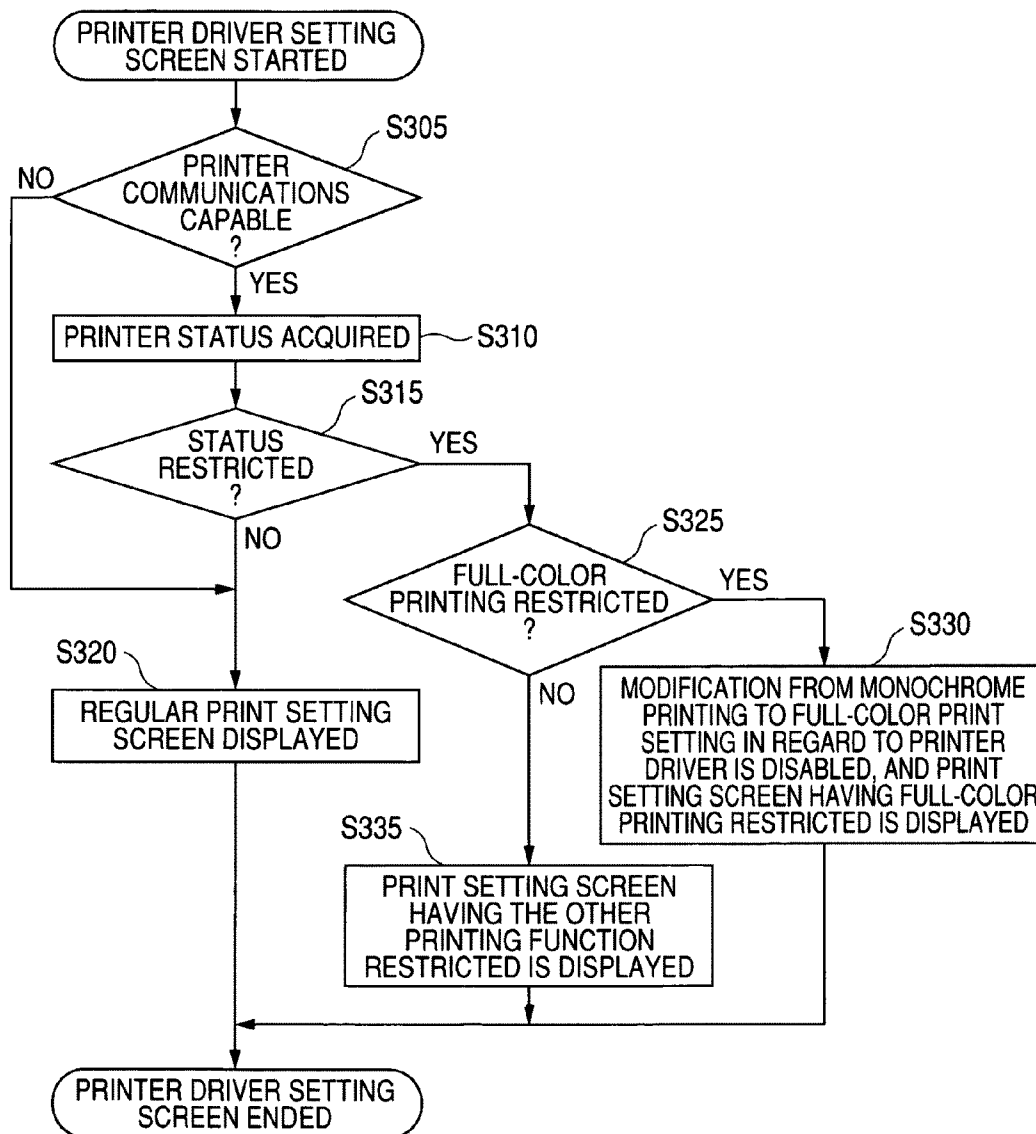 PRINTER DRIVER SETTING
SCREEN STARTED
S305
PRINTER
COMMUNICATIONS
CAPABLE
?
NO
YES
PRINTER STATUS ACQUIRED
S310
S315
STATUS
RESTRICTED
?
YES
NO
S325
FULL-COLOR
PRINTING RESTRICTED
?
YES
NO
S320
REGULAR PRINT SETTING
SCREEN DISPLAYED
S330
MODIFICATION FROM MONOCHROME
PRINTING TO FULL-COLOR PRINT
SETTING IN REGARD TO PRINTER
DRIVER IS DISABLED, AND PRINT
SETTING SCREEN HAVING FULL-COLOR
PRINTING RESTRICTED IS DISPLAYED
S335
PRINT SETTING SCREEN
HAVING THE OTHER
PRINTING FUNCTION
RESTRICTED IS DISPLAYED
PRINTER DRIVER SETTING
SCREEN ENDED